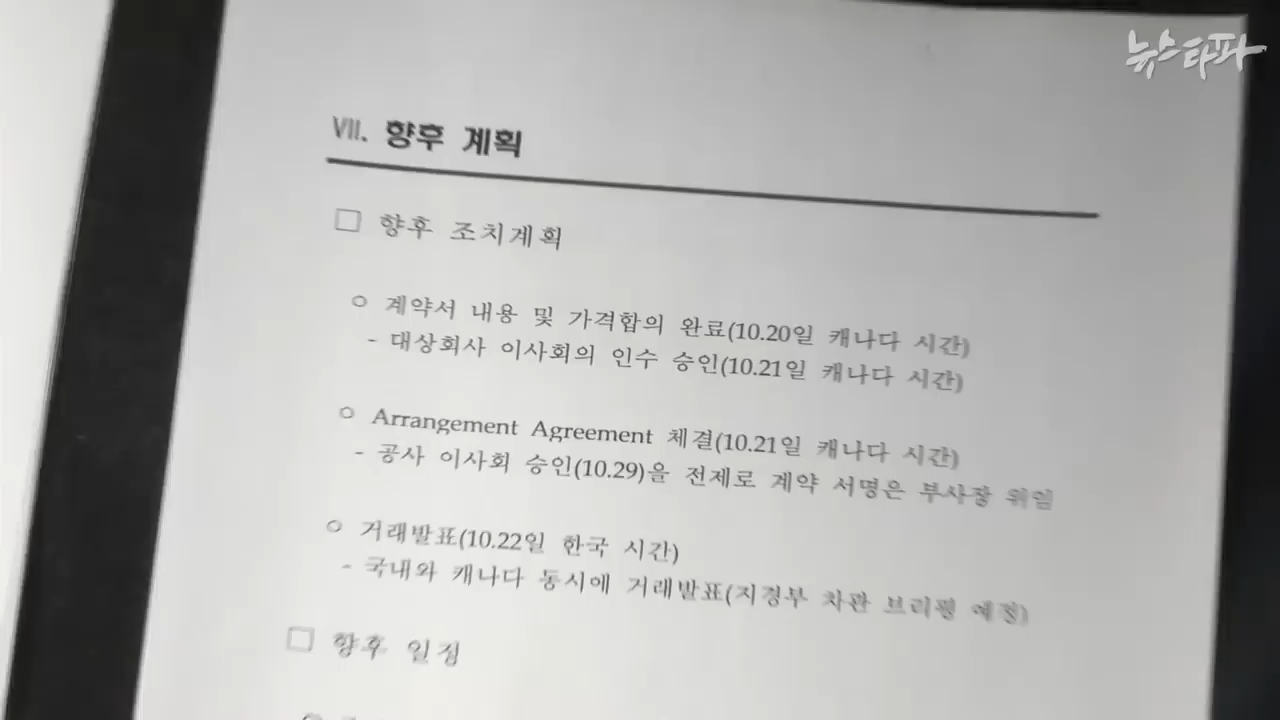 뉴스타파
Ⅶ. 향후 계획
□ 향후 조치계획
○ 계약서 내용 및 가격합의 완료(10.20일 캐나다 시간)
- 대상회사 이사회의 인수 승인(10.21일 캐나다 시간)
○ Arrangement Agreement 체결(10.21일 캐나다 시간)
- 공사 이사회 승인(10.29)을 전제로 계약 서명은 부사장 위임
○ 거래발표(10.22일 한국 시간)
- 국내와 캐나다 동시에 거래발표(지경부 차관 브리핑 예정)
□ 향후 일정